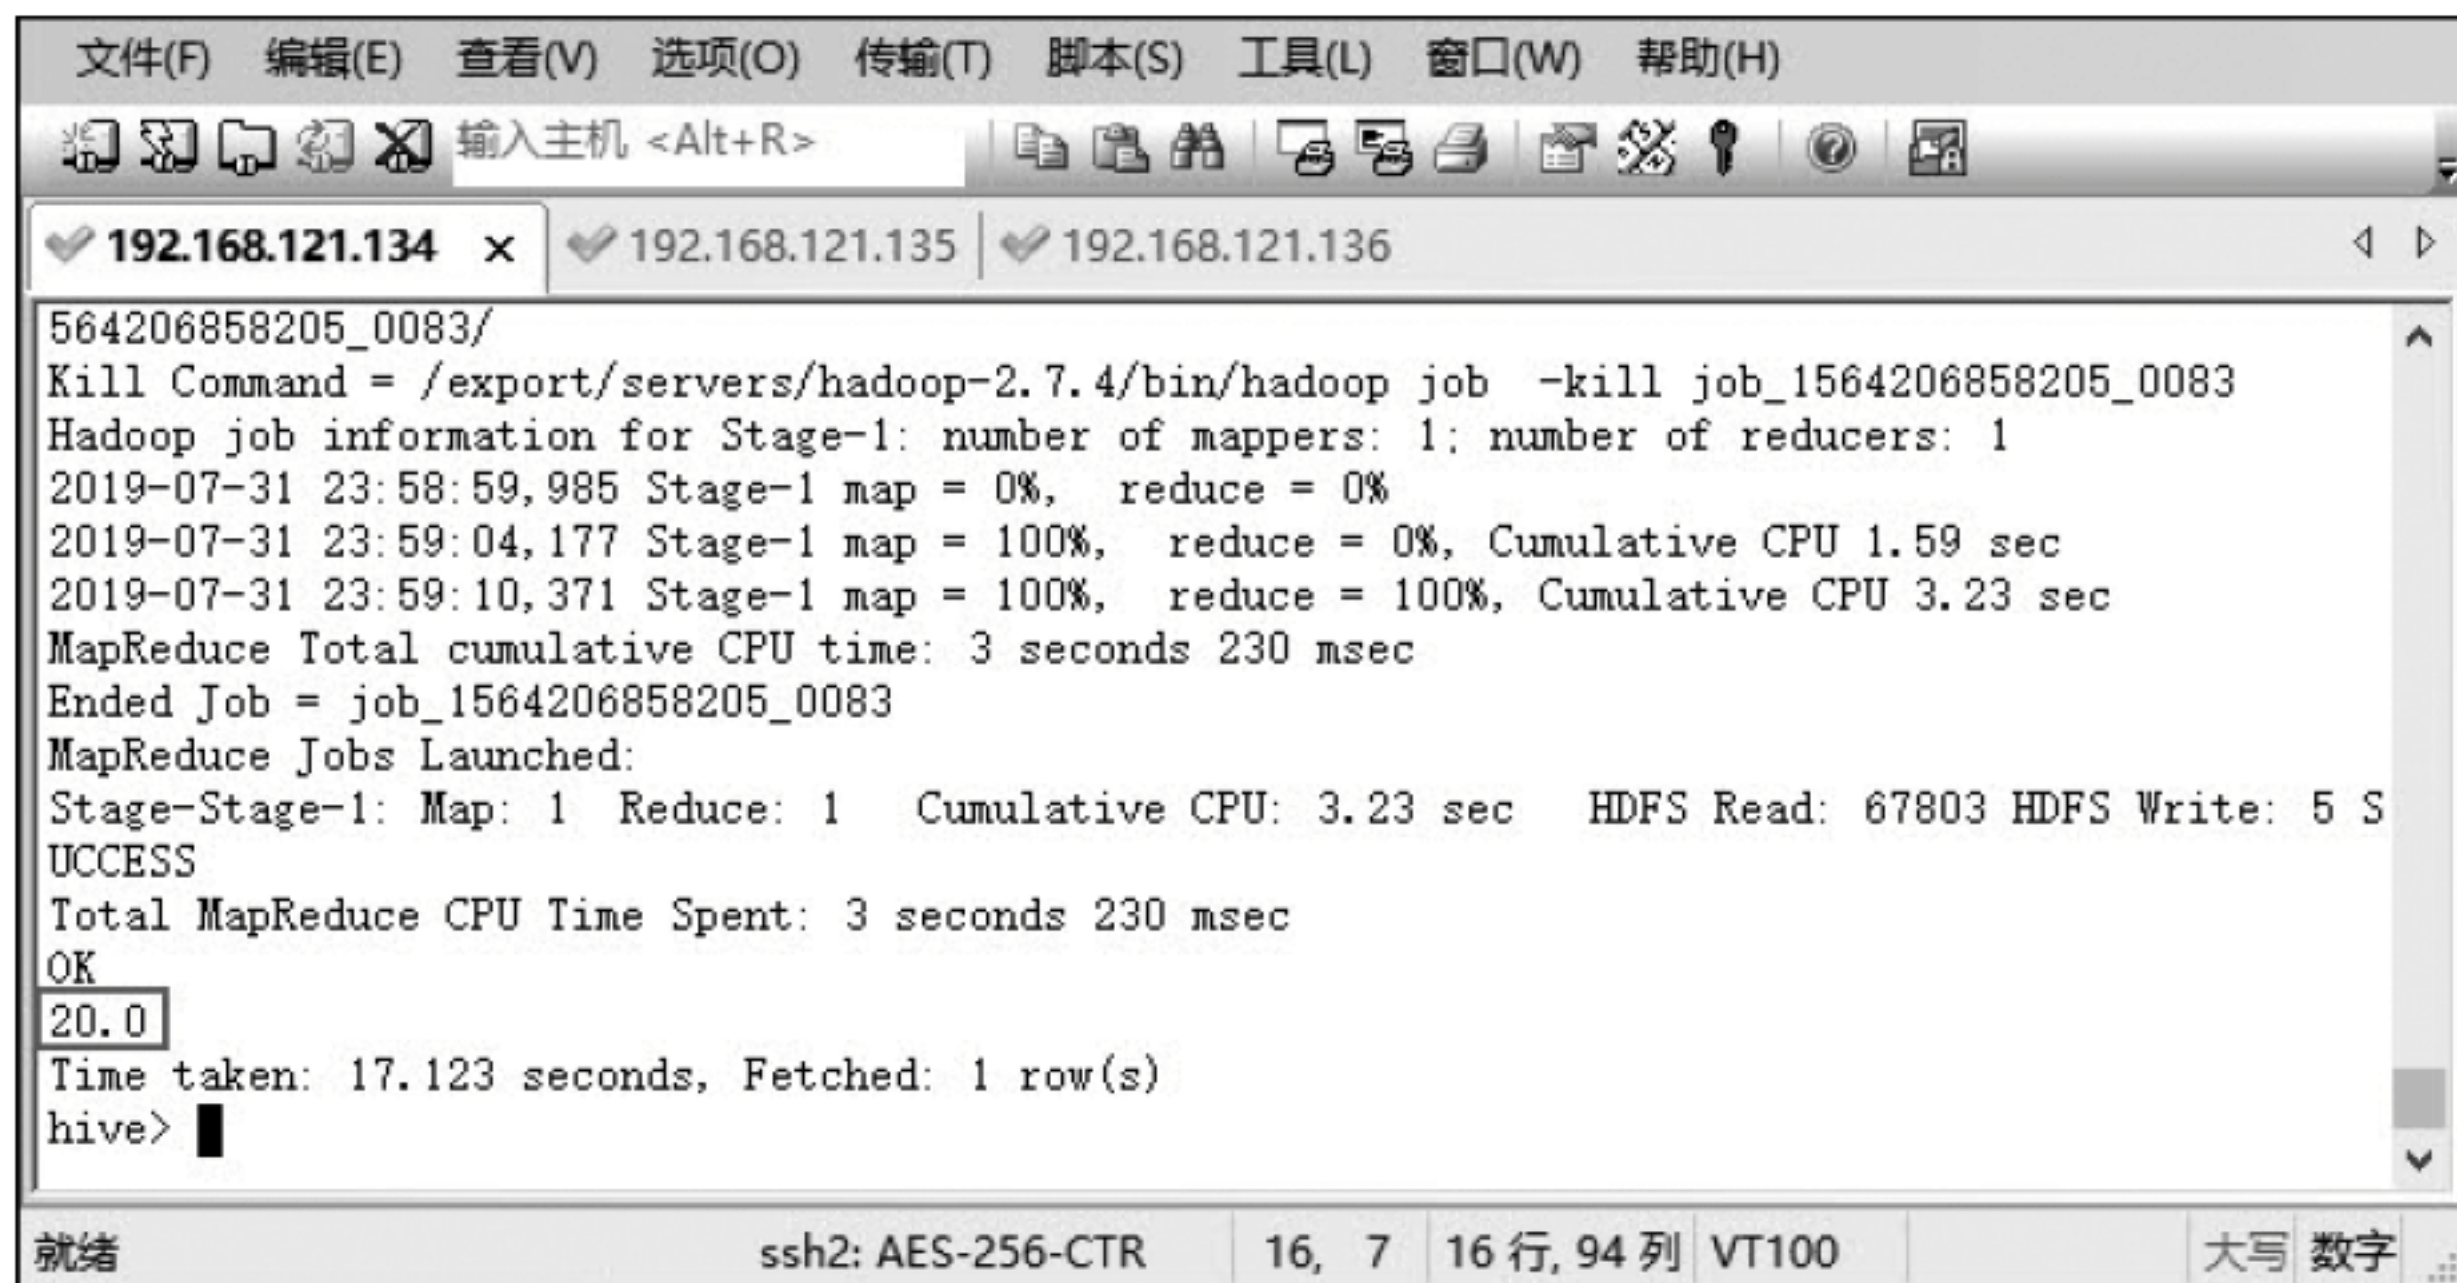 文件(F) 编辑(E) 查看(V) 选项(O) 传输(T) 脚本(S) 工具(L) 窗口(W) 帮助(H)
输入主机 <Alt+R>
192.168.121.134 × 192.168.121.135 192.168.121.136
564206858205_0083/
Kill Command = /export/servers/hadoop-2.7.4/bin/hadoop job  -kill job_1564206858205_0083
Hadoop job information for Stage-1: number of mappers: 1; number of reducers: 1
2019-07-31 23:58:59,985 Stage-1 map = 0%,  reduce = 0%
2019-07-31 23:59:04,177 Stage-1 map = 100%,  reduce = 0%, Cumulative CPU 1.59 sec
2019-07-31 23:59:10,371 Stage-1 map = 100%,  reduce = 100%, Cumulative CPU 3.23 sec
MapReduce Total cumulative CPU time: 3 seconds 230 msec
Ended Job = job_1564206858205_0083
MapReduce Jobs Launched:
Stage-Stage-1: Map: 1  Reduce: 1   Cumulative CPU: 3.23 sec   HDFS Read: 67803 HDFS Write: 5 S
UCCESS
Total MapReduce CPU Time Spent: 3 seconds 230 msec
OK
20.0
Time taken: 17.123 seconds, Fetched: 1 row(s)
hive>
就绪 ssh2: AES-256-CTR 16, 7 16 行, 94 列 VT100 大写 数字